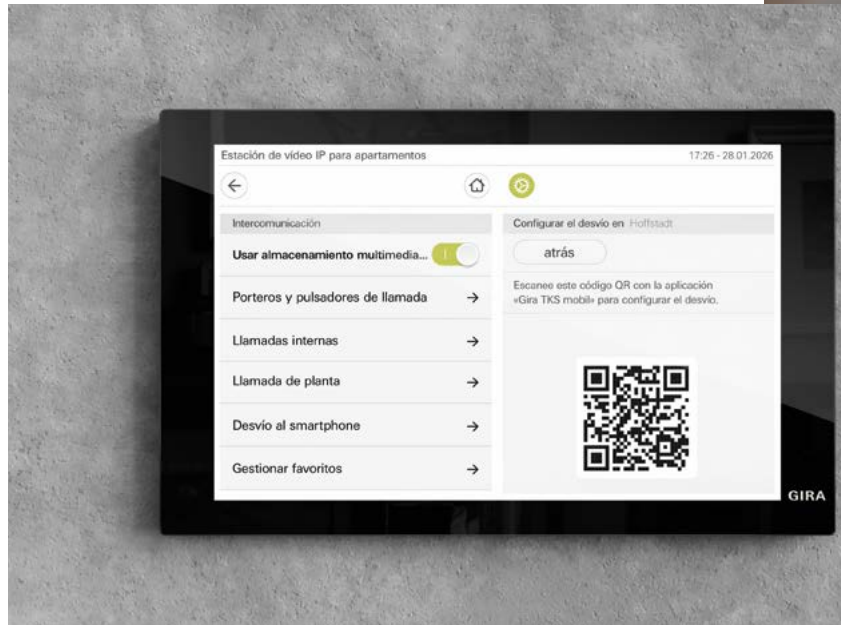 Estación de vídeo IP para apartamentos
17:26 - 28.01.2026
Intercomunicación
Usar almacenamiento multimedia...
Porteros y pulsadores de llamada
Llamadas internas
Llamada de planta
Desvío al smartphone
Gestionar favoritos
Configurar el desvío en Hoffstadt
atrás
Escanee este código QR con la aplicación
«Gira TKS mobil» para configurar el desvío.
GIRA